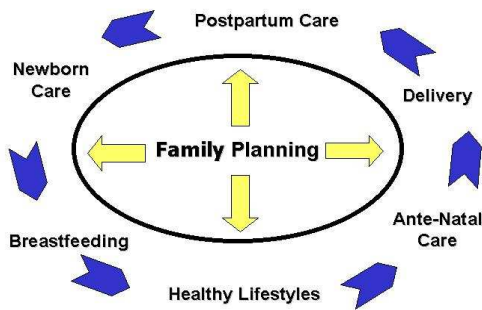 Postpartum Care
Newborn
Care
Delivery
Family Planning
Ante-Natal
Care
Breastfeeding
Healthy Lifestyles